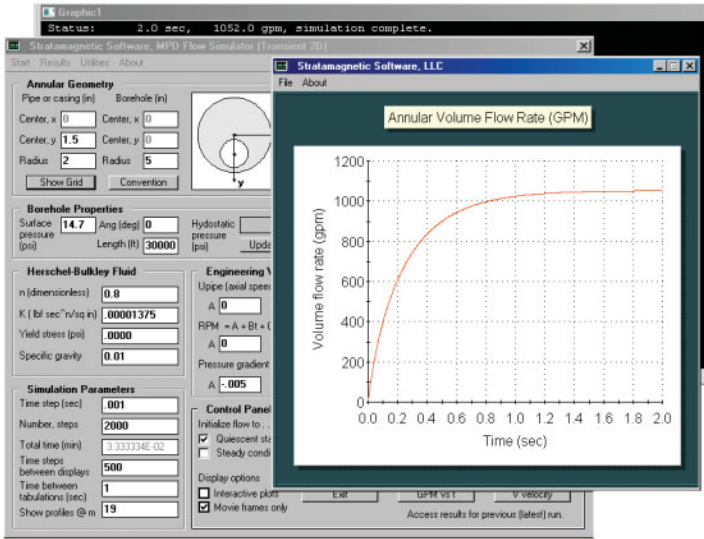 Graphic1
Status: 2.0 sec, 1052.0 gpm, simulation complete.
Stratamagnetic Software, MPD Flow Simulator (Transient 2D)
Start Results Utilities About
Annular Geometry
Pipe or casing (in) Borehole (in)
Center, x 0 Center, x 0
Center, y 1.5 Center, y 0
Radius 2 Radius 5
Show Grid Convention
y
Borehole Properties
Surface pressure (psi) 14.7 Ang (deg) 0
Length (ft) 30000
Hydostatic pressure (psi)
Herschel-Bulkley Fluid
n (dimensionless) 0.8
K ( lbf sec^n/sq in) .00001375
Yield stress (psi) .0000
Specific gravity 0.01
Engineering
Upipe (axial
A 0
RPM = A + Bt +
A 0
Pressure gradient
A -.005
Simulation Parameters
Time step (sec) .001
Number, steps 2000
Total time (min) 3.333334E-02
Time steps between displays 500
Time between tabulations (sec) 1
Show profiles @ m 19
Initialize flow to . .
Quiescent
Steady
Display options
Interactive plots
Movie frames only
Exit GPM vs t V velocity
Access results for previous (latest) run.
Stratamagnetic Software, LLC
File About
Annular Volume Flow Rate (GPM)
Volume flow rate (gpm)
1200
1000
800
600
400
200
0
0.0 0.2 0.4 0.6 0.8 1.0 1.2 1.4 1.6 1.8 2.0
Time (sec)